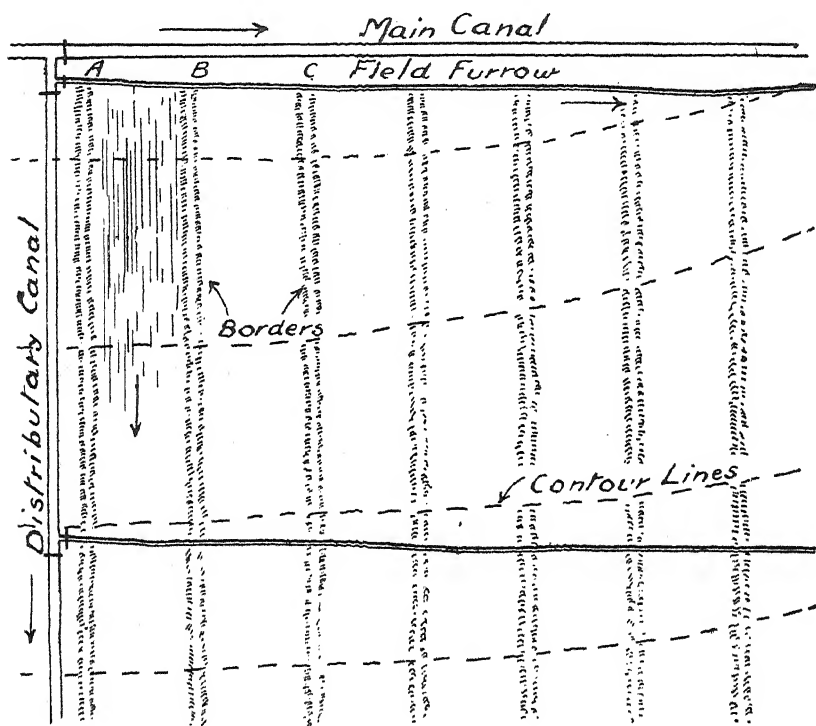 Main Canal
A B C Field Furrow
Borders
Distributary Canal
Contour Lines